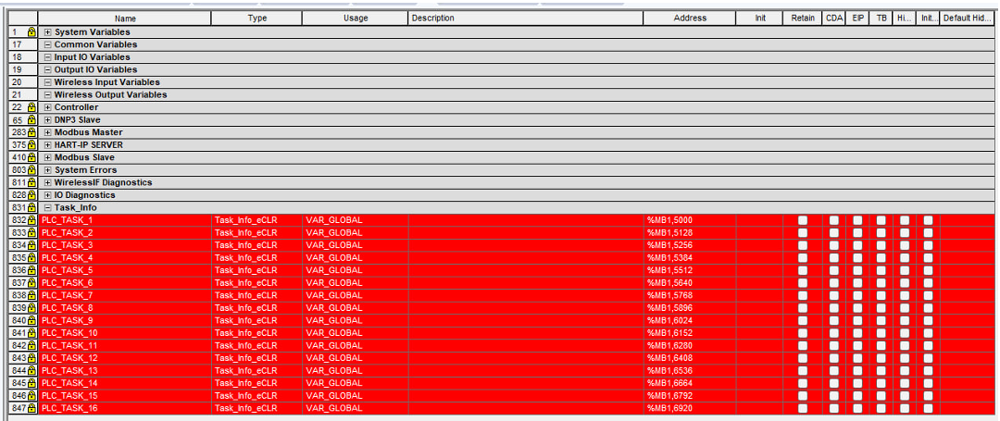 Name Type Usage Description Address Init Retain CDA EIP TB Hi... Init... Default Hid...
1 System Variables
17 Common Variables
18 Input IO Variables
19 Output IO Variables
20 Wireless Input Variables
21 Wireless Output Variables
22 Controller
65 DNP3 Slave
283 Modbus Master
375 HART-IP SERVER
410 Modbus Slave
803 System Errors
811 WirelessIF Diagnostics
828 IO Diagnostics
831 Task_Info
832 PLC_TASK_1 Task_Info_eCLR VAR_GLOBAL %MB1,5000
833 PLC_TASK_2 Task_Info_eCLR VAR_GLOBAL %MB1,5128
834 PLC_TASK_3 Task_Info_eCLR VAR_GLOBAL %MB1,5256
835 PLC_TASK_4 Task_Info_eCLR VAR_GLOBAL %MB1,5384
836 PLC_TASK_5 Task_Info_eCLR VAR_GLOBAL %MB1,5512
837 PLC_TASK_6 Task_Info_eCLR VAR_GLOBAL %MB1,5640
838 PLC_TASK_7 Task_Info_eCLR VAR_GLOBAL %MB1,5768
839 PLC_TASK_8 Task_Info_eCLR VAR_GLOBAL %MB1,5896
840 PLC_TASK_9 Task_Info_eCLR VAR_GLOBAL %MB1,6024
841 PLC_TASK_10 Task_Info_eCLR VAR_GLOBAL %MB1,6152
842 PLC_TASK_11 Task_Info_eCLR VAR_GLOBAL %MB1,6280
843 PLC_TASK_12 Task_Info_eCLR VAR_GLOBAL %MB1,6408
844 PLC_TASK_13 Task_Info_eCLR VAR_GLOBAL %MB1,6536
845 PLC_TASK_14 Task_Info_eCLR VAR_GLOBAL %MB1,6664
846 PLC_TASK_15 Task_Info_eCLR VAR_GLOBAL %MB1,6792
847 PLC_TASK_16 Task_Info_eCLR VAR_GLOBAL %MB1,6920